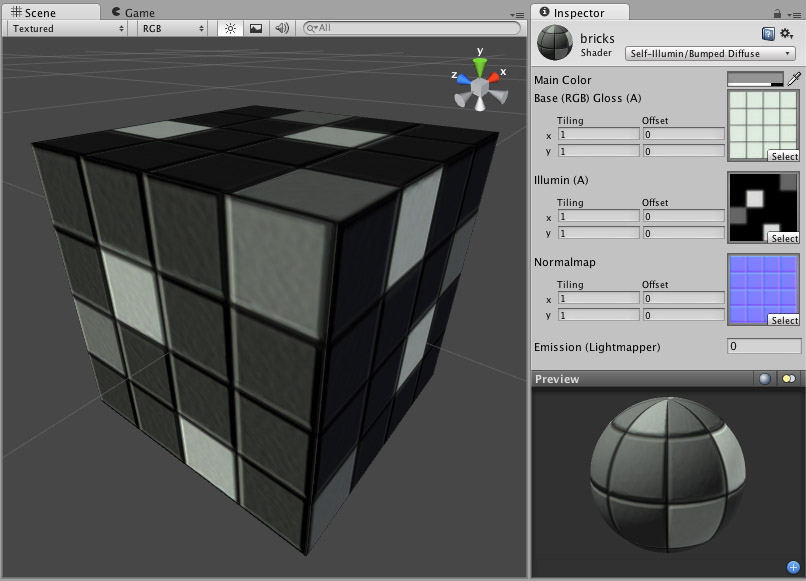 Scene
Game
Textured
RGB
All
y
x
z
Inspector
bricks
Shader
Self-Illumin/Bumped Diffuse
Main Color
Base (RGB) Gloss (A)
Tiling Offset
x 1 0
y 1 0
Select
Illumin (A)
Tiling Offset
x 1 0
y 1 0
Select
Normalmap
Tiling Offset
x 1 0
y 1 0
Select
Emission (Lightmapper) 0
Preview